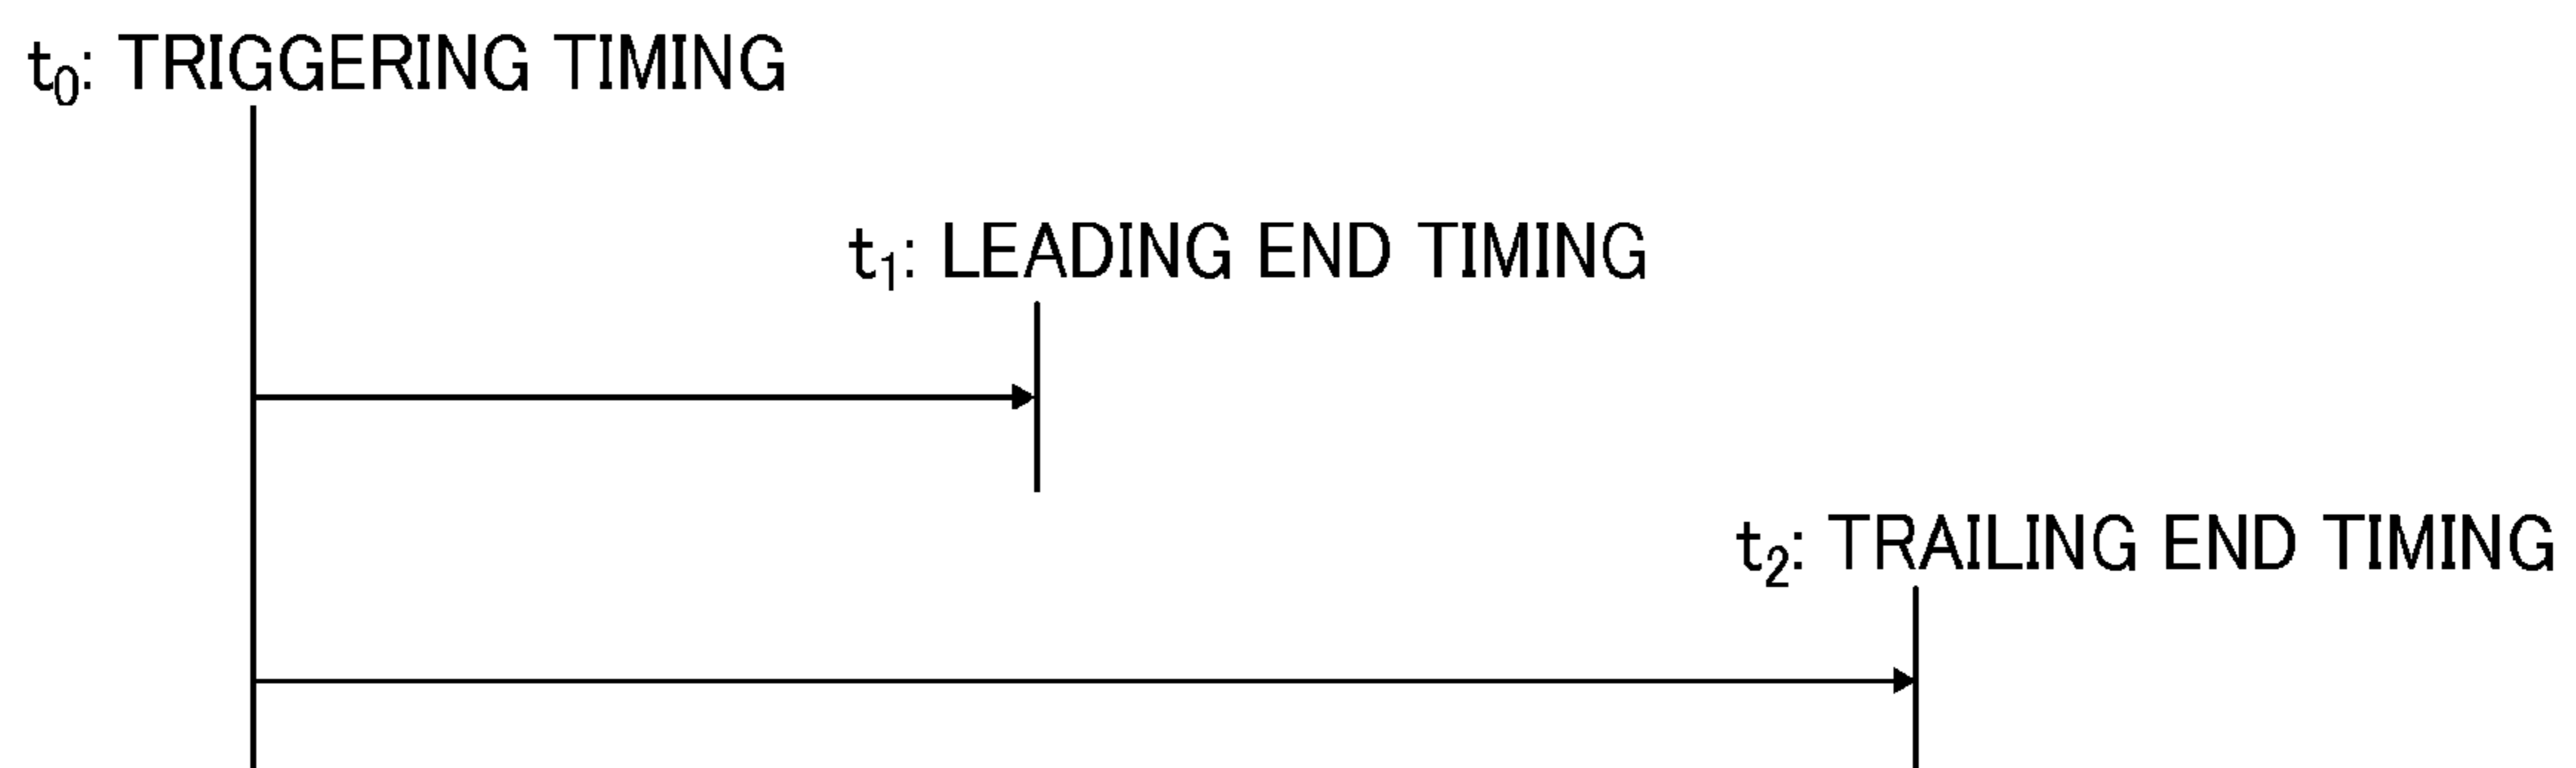 t₀: TRIGGERING TIMING
t₁: LEADING END TIMING
t₂: TRAILING END TIMING